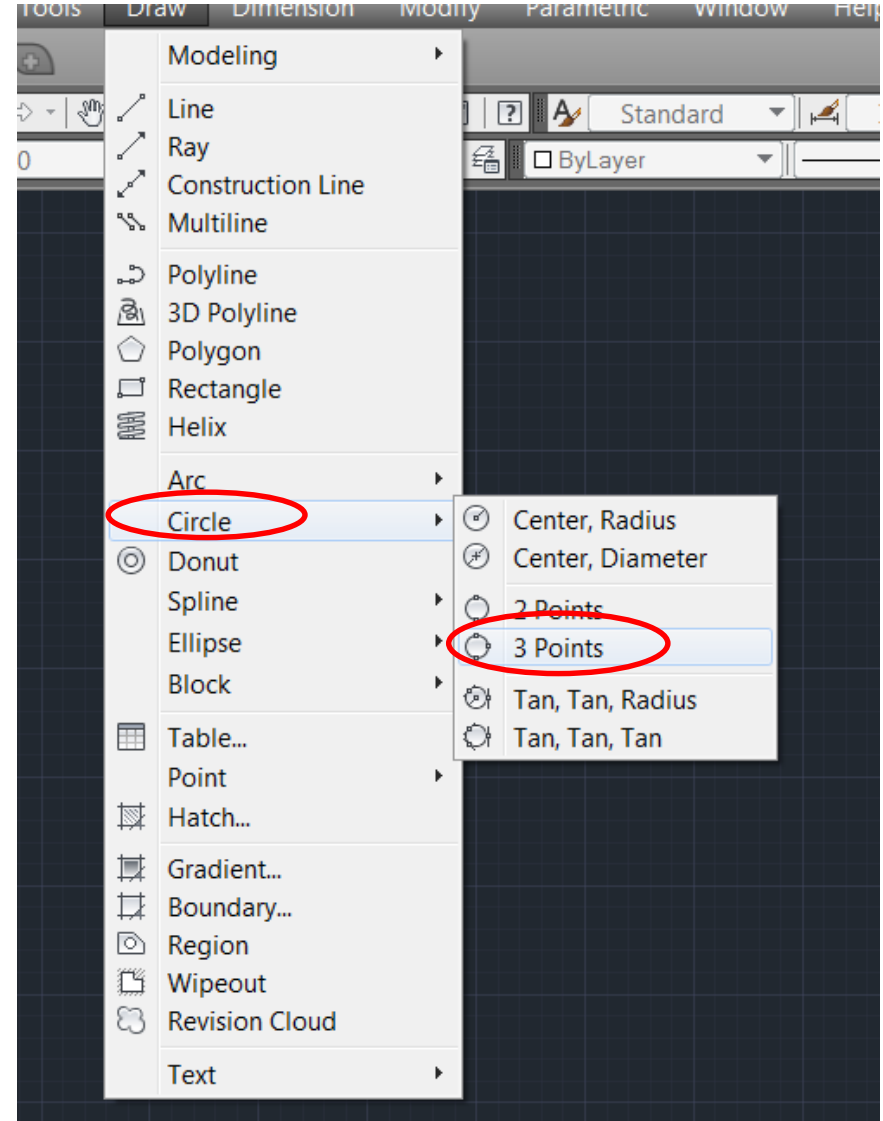 Tools Draw Dimension Modify Parametric Window Help
Modeling
Line
Standard
Ray
0
ByLayer
Construction Line
Multiline
Polyline
3D Polyline
Polygon
Rectangle
Helix
Arc
Circle
Center, Radius
Donut
Center, Diameter
Spline
2 Points
Ellipse
3 Points
Block
Tan, Tan, Radius
Table...
Tan, Tan, Tan
Point
Hatch...
Gradient...
Boundary...
Region
Wipeout
Revision Cloud
Text